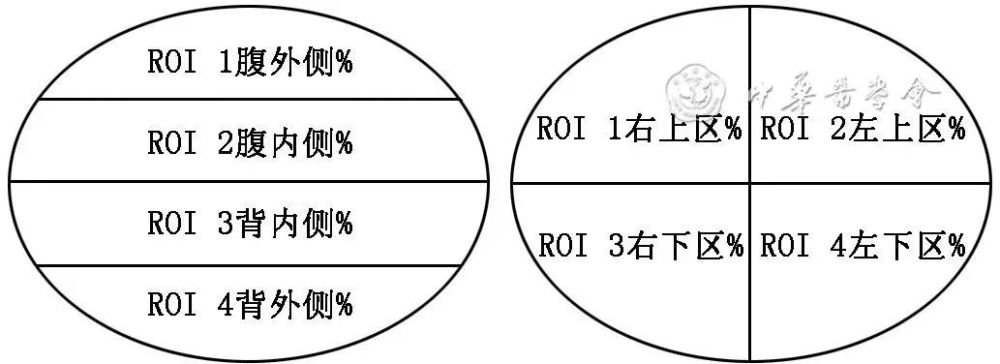 ROI 1腹外侧%
ROI 2腹内侧%
ROI 3背内侧%
ROI 4背外侧%
中华医学会
ROI 1右上区% ROI 2左上区%
ROI 3右下区% ROI 4左下区%